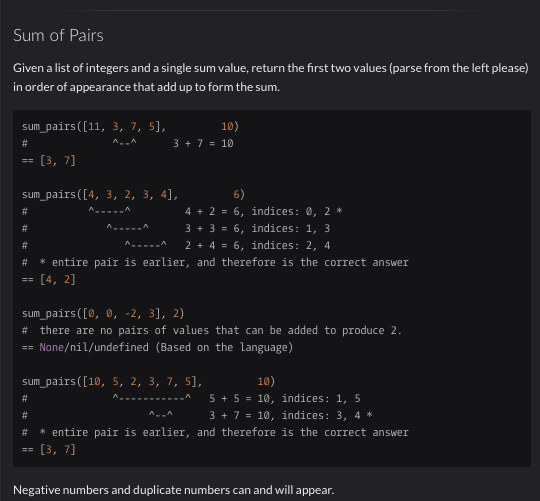 Sum of Pairs
Given a list of integers and a single sum value, return the first two values (parse from the left please)
in order of appearance that add up to form the sum.
sum_pairs([11, 3, 7, 5],         10)
#              ^--^      3 + 7 = 10
== [3, 7]
sum_pairs([4, 3, 2, 3, 4],         6)
#          ^-----^         4 + 2 = 6, indices: 0, 2 *
#             ^-----^      3 + 3 = 6, indices: 1, 3
#                ^-----^   2 + 4 = 6, indices: 2, 4
#  * entire pair is earlier, and therefore is the correct answer
== [4, 2]
sum_pairs([0, 0, -2, 3], 2)
#  there are no pairs of values that can be added to produce 2.
== None/nil/undefined (Based on the language)
sum_pairs([10, 5, 2, 3, 7, 5],         10)
#              ^-----------^   5 + 5 = 10, indices: 1, 5
#                    ^--^      3 + 7 = 10, indices: 3, 4 *
#  * entire pair is earlier, and therefore is the correct answer
== [3, 7]
Negative numbers and duplicate numbers can and will appear.